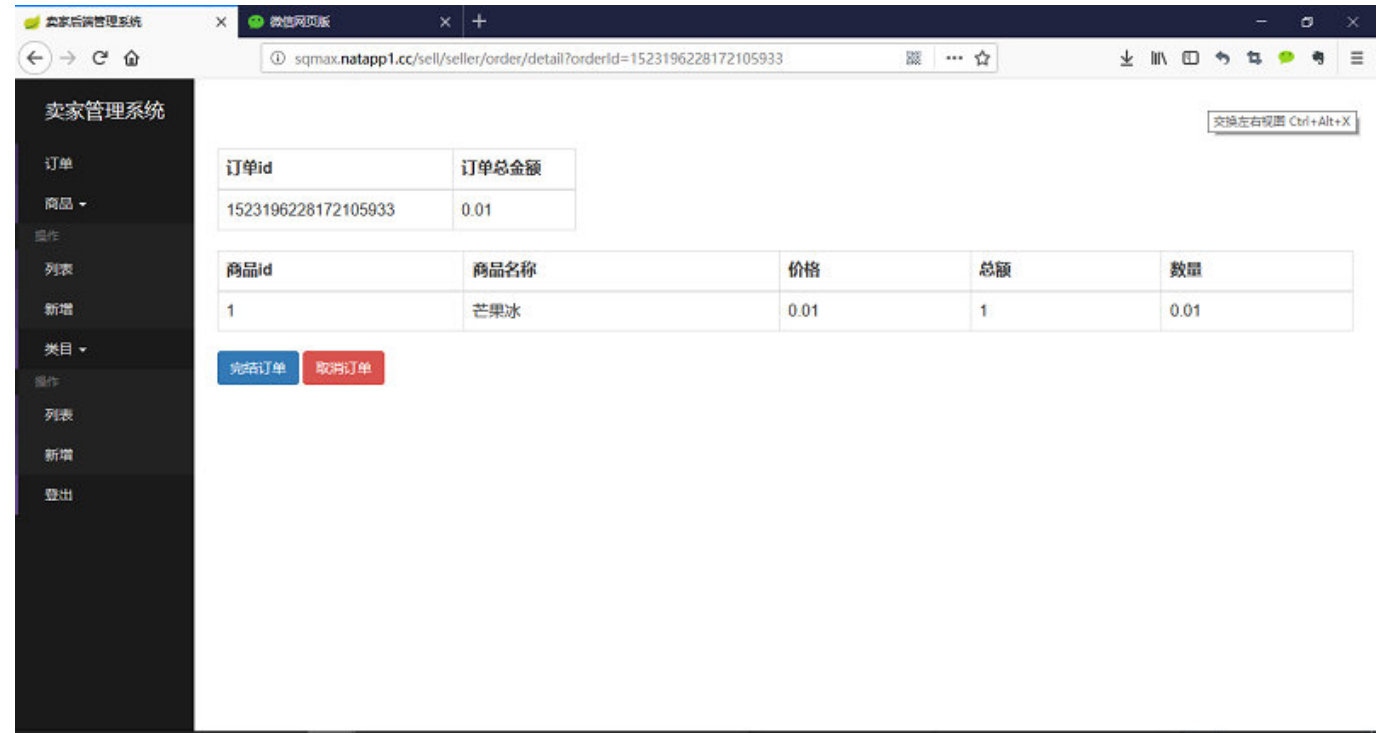 卖家后端管理系统
微信网页版
sqmax.natapp1.cc/sell/seller/order/detail?orderId=1523196228172105933
卖家管理系统
交换左右视图 Ctrl+Alt+X
订单
商品
操作
列表
新增
类目
操作
列表
新增
登出
订单id 订单总金额
1523196228172105933 0.01
商品id 商品名称 价格 总额 数量
1 芒果冰 0.01 1 0.01
完结订单 取消订单